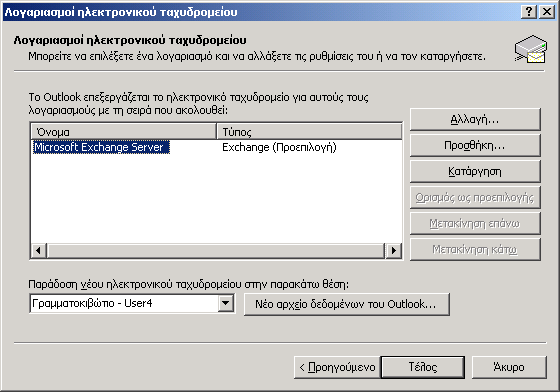 Λογαριασμοί ηλεκτρονικού ταχυδρομείου
Λογαριασμοί ηλεκτρονικού ταχυδρομείου
Μπορείτε να επιλέξετε ένα λογαριασμό και να αλλάξετε τις ρυθμίσεις του ή να τον καταργήσετε.
Το Outlook επεξεργάζεται το ηλεκτρονικό ταχυδρομείο για αυτούς τους
λογαριασμούς με τη σειρά που ακολουθεί:
Όνομα Τύπος
Microsoft Exchange Server Exchange (Προεπιλογή)
Αλλαγή...
Προσθήκη...
Κατάργηση
Ορισμός ως προεπιλογής
Μετακίνηση επάνω
Μετακίνηση κάτω
Παράδοση νέου ηλεκτρονικού ταχυδρομείου στην παρακάτω θέση:
Γραμματοκιβώτιο - User4 Νέο αρχείο δεδομένων του Outlook...
< Προηγούμενο Τέλος Άκυρο